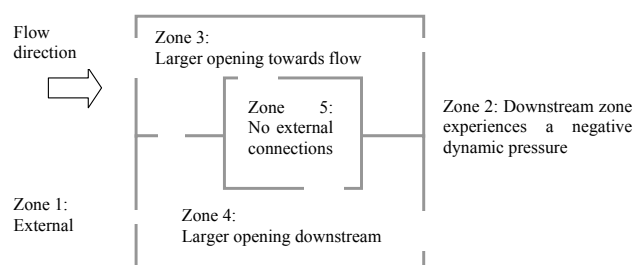 Flow
direction
Zone 3:
Larger opening towards flow
Zone 5:
No external
connections
Zone 2: Downstream zone
experiences a negative
dynamic pressure
Zone 1:
External
Zone 4:
Larger opening downstream